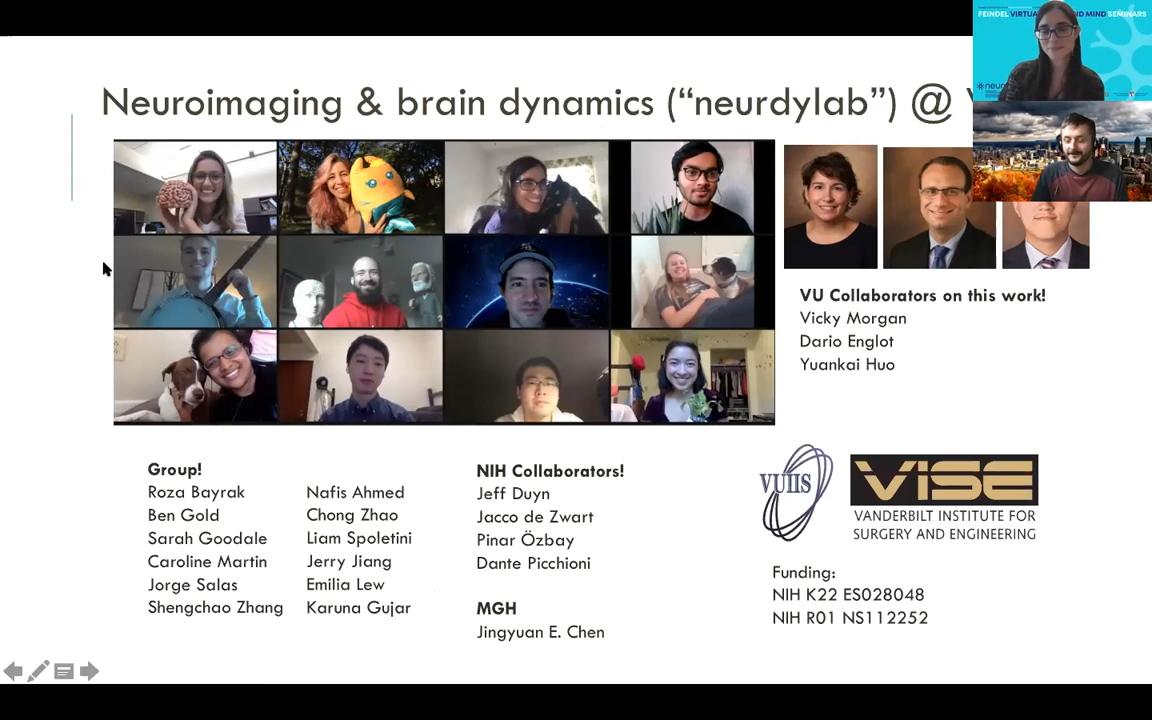 FEINDEL VIRTUAL ND MIND SEMINARS
Neuroimaging & brain dynamics (“neurdylab”) @
VU Collaborators on this work!
Vicky Morgan
Dario Englot
Yuankai Huo
Group!
Roza Bayrak
Ben Gold
Sarah Goodale
Caroline Martin
Jorge Salas
Shengchao Zhang
Nafis Ahmed
Chong Zhao
Liam Spoletini
Jerry Jiang
Emilia Lew
Karuna Gujar
NIH Collaborators!
Jeff Duyn
Jacco de Zwart
Pinar Özbay
Dante Picchioni
MGH
Jingyuan E. Chen
VUIIS
VISE
VANDERBILT INSTITUTE FOR
SURGERY AND ENGINEERING
Funding:
NIH K22 ES028048
NIH R01 NS112252